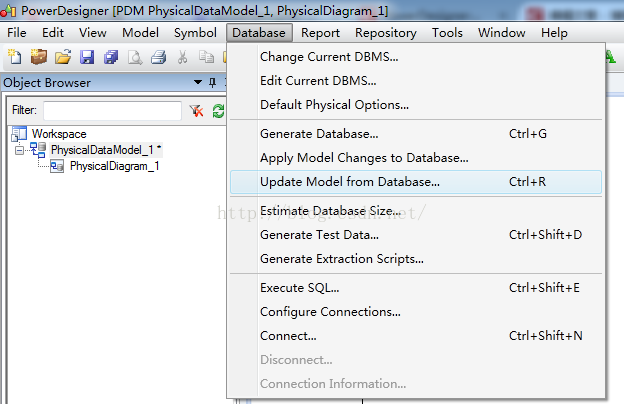 PowerDesigner [PDM PhysicalDataModel_1, PhysicalDiagram_1]
File Edit View Model Symbol Database Report Repository Tools Window Help
Object Browser
Filter:
Workspace
PhysicalDataModel_1 *
PhysicalDiagram_1
Change Current DBMS...
Edit Current DBMS...
Default Physical Options...
Generate Database... Ctrl+G
Apply Model Changes to Database...
Update Model from Database... Ctrl+R
http://blog.csdn.net/
Estimate Database Size...
Generate Test Data... Ctrl+Shift+D
Generate Extraction Scripts...
Execute SQL... Ctrl+Shift+E
Configure Connections...
Connect... Ctrl+Shift+N
Disconnect...
Connection Information...